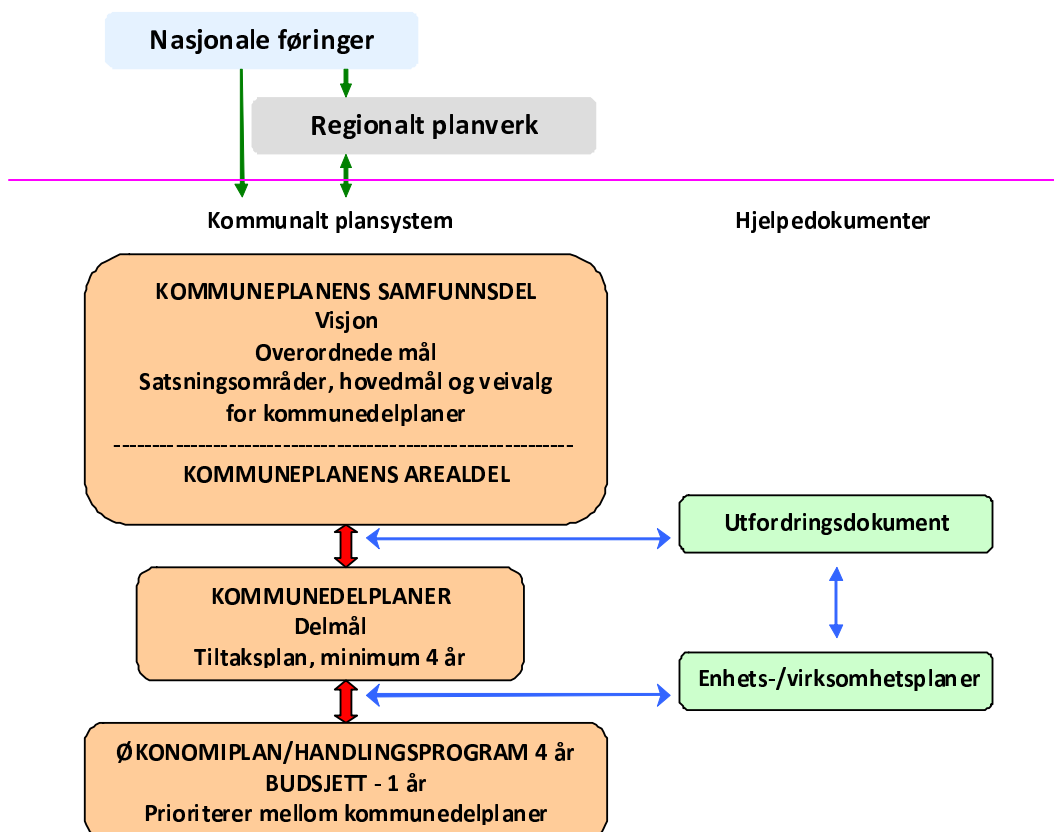 Nasjonale føringer
Regionalt planverk
Kommunalt plansystem
Hjelpedokumenter
KOMMUNEPLANENS SAMFUNNSDEL
Visjon
Overordnede mål
Satsningsområder, hovedmål og veivalg
for kommunedelplaner
KOMMUNEPLANENS AREALDEL
Utfordringsdokument
KOMMUNEDELPLANER
Delmål
Tiltaksplan, minimum 4 år
Enhets-/virksomhetsplaner
ØKONOMIPLAN/HANDLINGSPROGRAM 4 år
BUDSJETT - 1 år
Prioriterer mellom kommunedelplaner